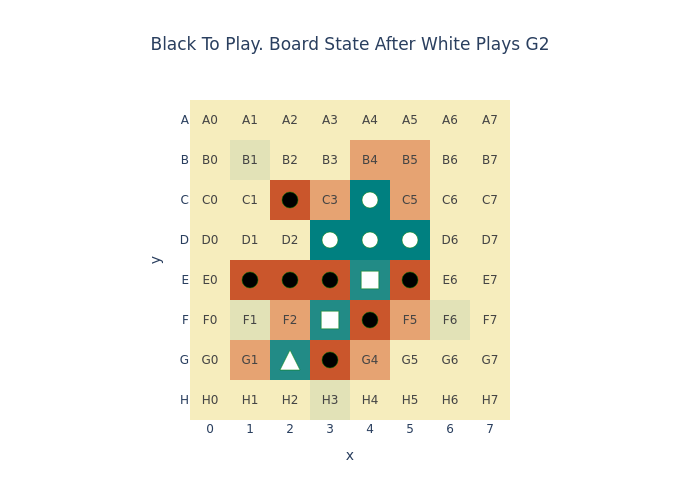 Black To Play. Board State After White Plays G2
A A0 A1 A2 A3 A4 A5 A6 A7
B B0 B1 B2 B3 B4 B5 B6 B7
C C0 C1 C3 C5 C6 C7
D D0 D1 D2 D6 D7
E E0 E6 E7
F F0 F1 F2 F5 F6 F7
G G0 G1 G4 G5 G6 G7
H H0 H1 H2 H3 H4 H5 H6 H7
0 1 2 3 4 5 6 7
x
y